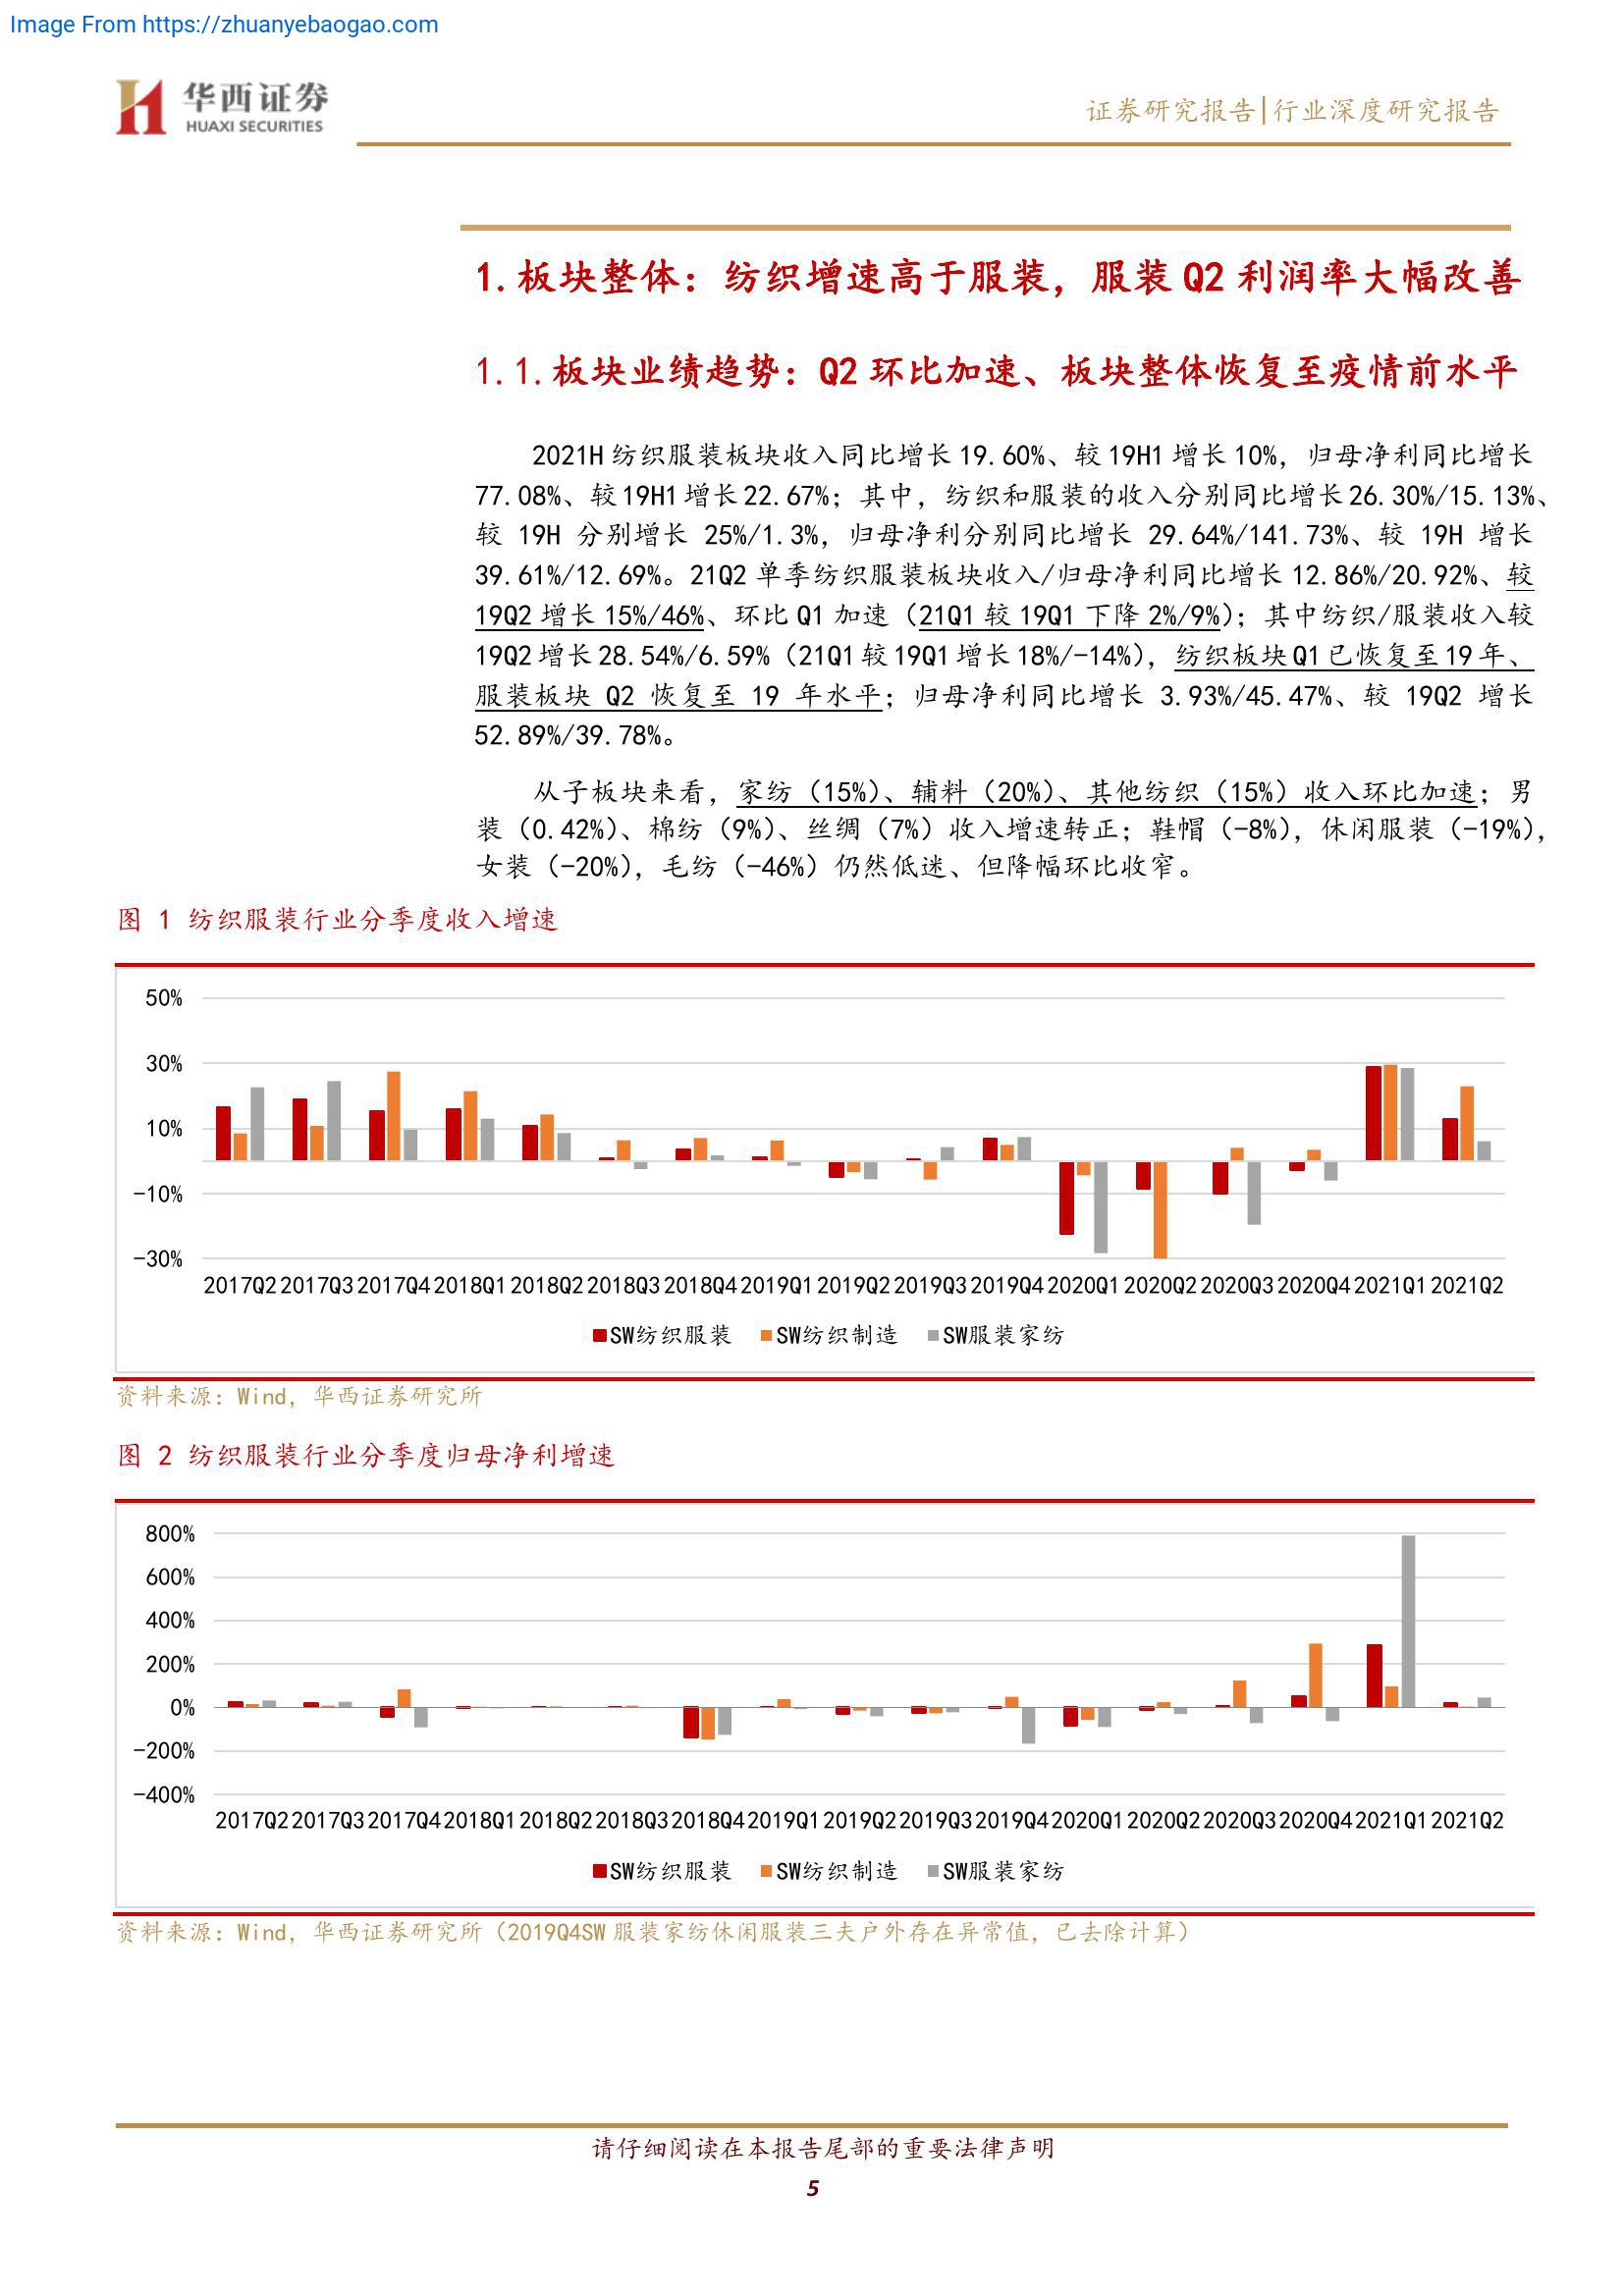 Image From https://zhuanyebaogao.com
华西证券
HUAXI SECURITIES
证券研究报告|行业深度研究报告
1.板块整体：纺织增速高于服装，服装 Q2 利润率大幅改善
1.1.板块业绩趋势：Q2 环比加速、板块整体恢复至疫情前水平
2021H 纺织服装板块收入同比增长 19.60%、较 19H1 增长 10%，归母净利同比增长
77.08%、较 19H1 增长 22.67%；其中，纺织和服装的收入分别同比增长 26.30%/15.13%、
较 19H 分别增长 25%/1.3%，归母净利分别同比增长 29.64%/141.73%、较 19H 增长
39.61%/12.69%。21Q2 单季纺织服装板块收入/归母净利同比增长 12.86%/20.92%、较
19Q2 增长 15%/46%、环比 Q1 加速（21Q1 较 19Q1 下降 2%/9%）；其中纺织/服装收入较
19Q2 增长 28.54%/6.59%（21Q1 较 19Q1 增长 18%/-14%），纺织板块 Q1 已恢复至 19 年、
服装板块 Q2 恢复至 19 年水平；归母净利同比增长 3.93%/45.47%、较 19Q2 增长
52.89%/39.78%。
从子板块来看，家纺（15%）、辅料（20%）、其他纺织（15%）收入环比加速；男
装（0.42%）、棉纺（9%）、丝绸（7%）收入增速转正；鞋帽（-8%），休闲服装（-19%），
女装（-20%），毛纺（-46%）仍然低迷、但降幅环比收窄。
图 1 纺织服装行业分季度收入增速
50%
30%
10%
-10%
-30%
2017Q2 2017Q3 2017Q4 2018Q1 2018Q2 2018Q3 2018Q4 2019Q1 2019Q2 2019Q3 2019Q4 2020Q1 2020Q2 2020Q3 2020Q4 2021Q1 2021Q2
SW纺织服装 SW纺织制造 SW服装家纺
资料来源：Wind，华西证券研究所
图 2 纺织服装行业分季度归母净利增速
800%
600%
400%
200%
0%
-200%
-400%
2017Q2 2017Q3 2017Q4 2018Q1 2018Q2 2018Q3 2018Q4 2019Q1 2019Q2 2019Q3 2019Q4 2020Q1 2020Q2 2020Q3 2020Q4 2021Q1 2021Q2
SW纺织服装 SW纺织制造 SW服装家纺
资料来源：Wind，华西证券研究所（2019Q4SW 服装家纺休闲服装三夫户外存在异常值，已去除计算）
请仔细阅读在本报告尾部的重要法律声明
5